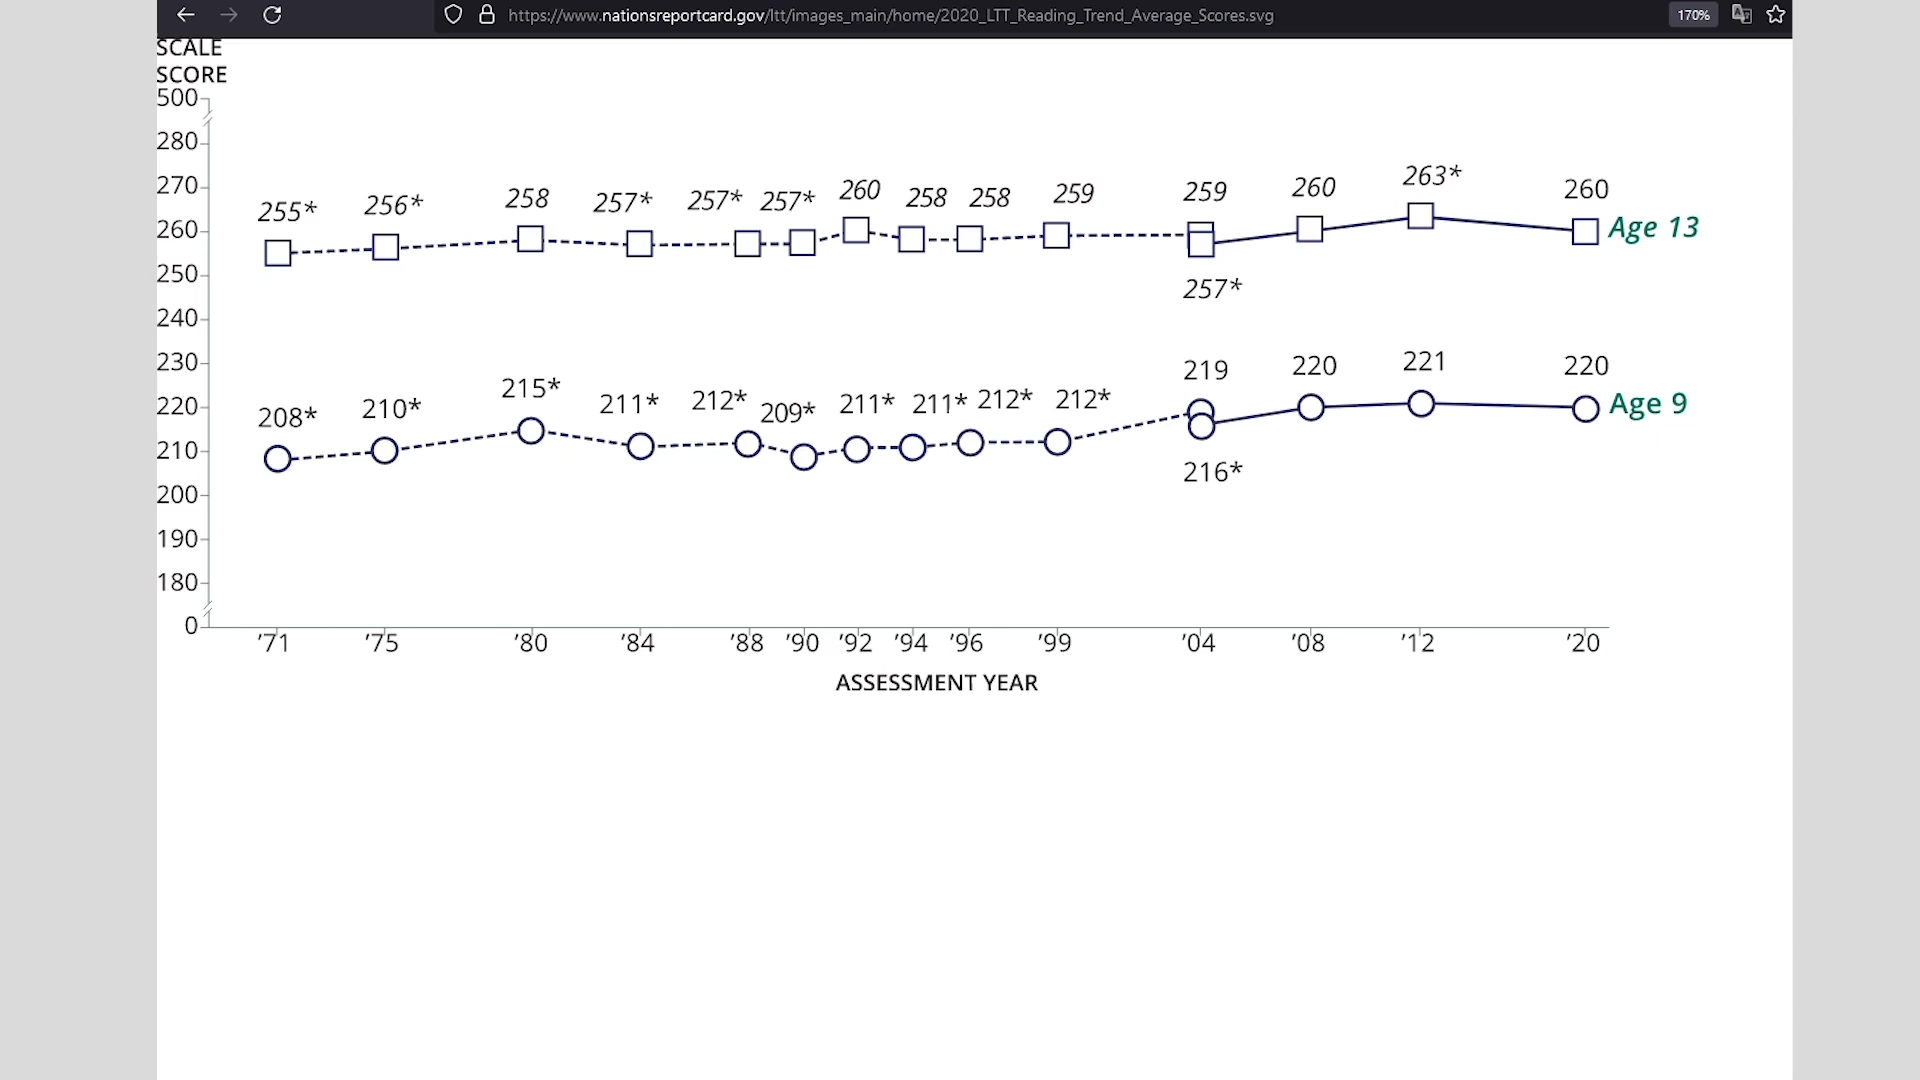 https://www.nationsreportcard.gov/ltt/images_main/home/2020_LTT_Reading_Trend_Average_Scores.svg 170%
SCALE
SCORE
500
280
270
260
250
240
230
220
210
200
190
180
0
255* 256* 258 257* 257* 257* 260 258 258 259 259 260 263* 260
Age 13
257*
208* 210* 215* 211* 212* 209* 211* 211* 212* 212* 219 220 221 220
Age 9
216*
'71 '75 '80 '84 '88 '90 '92 '94 '96 '99 '04 '08 '12 '20
ASSESSMENT YEAR